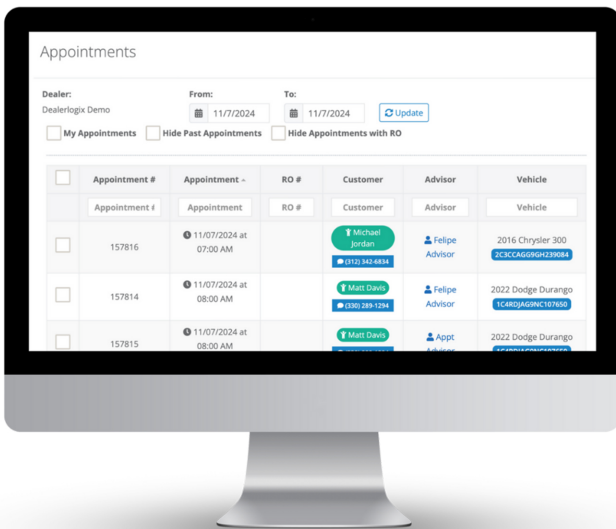 Appointments
Dealer: From: To:
Dealerlogix Demo 11/7/2024 11/7/2024 Update
My Appointments Hide Past Appointments Hide Appointments with RO
Appointment # Appointment RO # Customer Advisor Vehicle
Appointment Appointment RO # Customer Advisor Vehicle
157816 11/07/2024 at 07:00 AM Michael Jordan (312) 342-6834 Felipe Advisor 2016 Chrysler 300 2C3CCAGG9GH239084
157814 11/07/2024 at 08:00 AM Matt Davis (330) 289-1294 Felipe Advisor 2022 Dodge Durango 1C4RDJAG9NC107650
157815 11/07/2024 at 08:00 AM Matt Davis Appt Advisor 2022 Dodge Durango